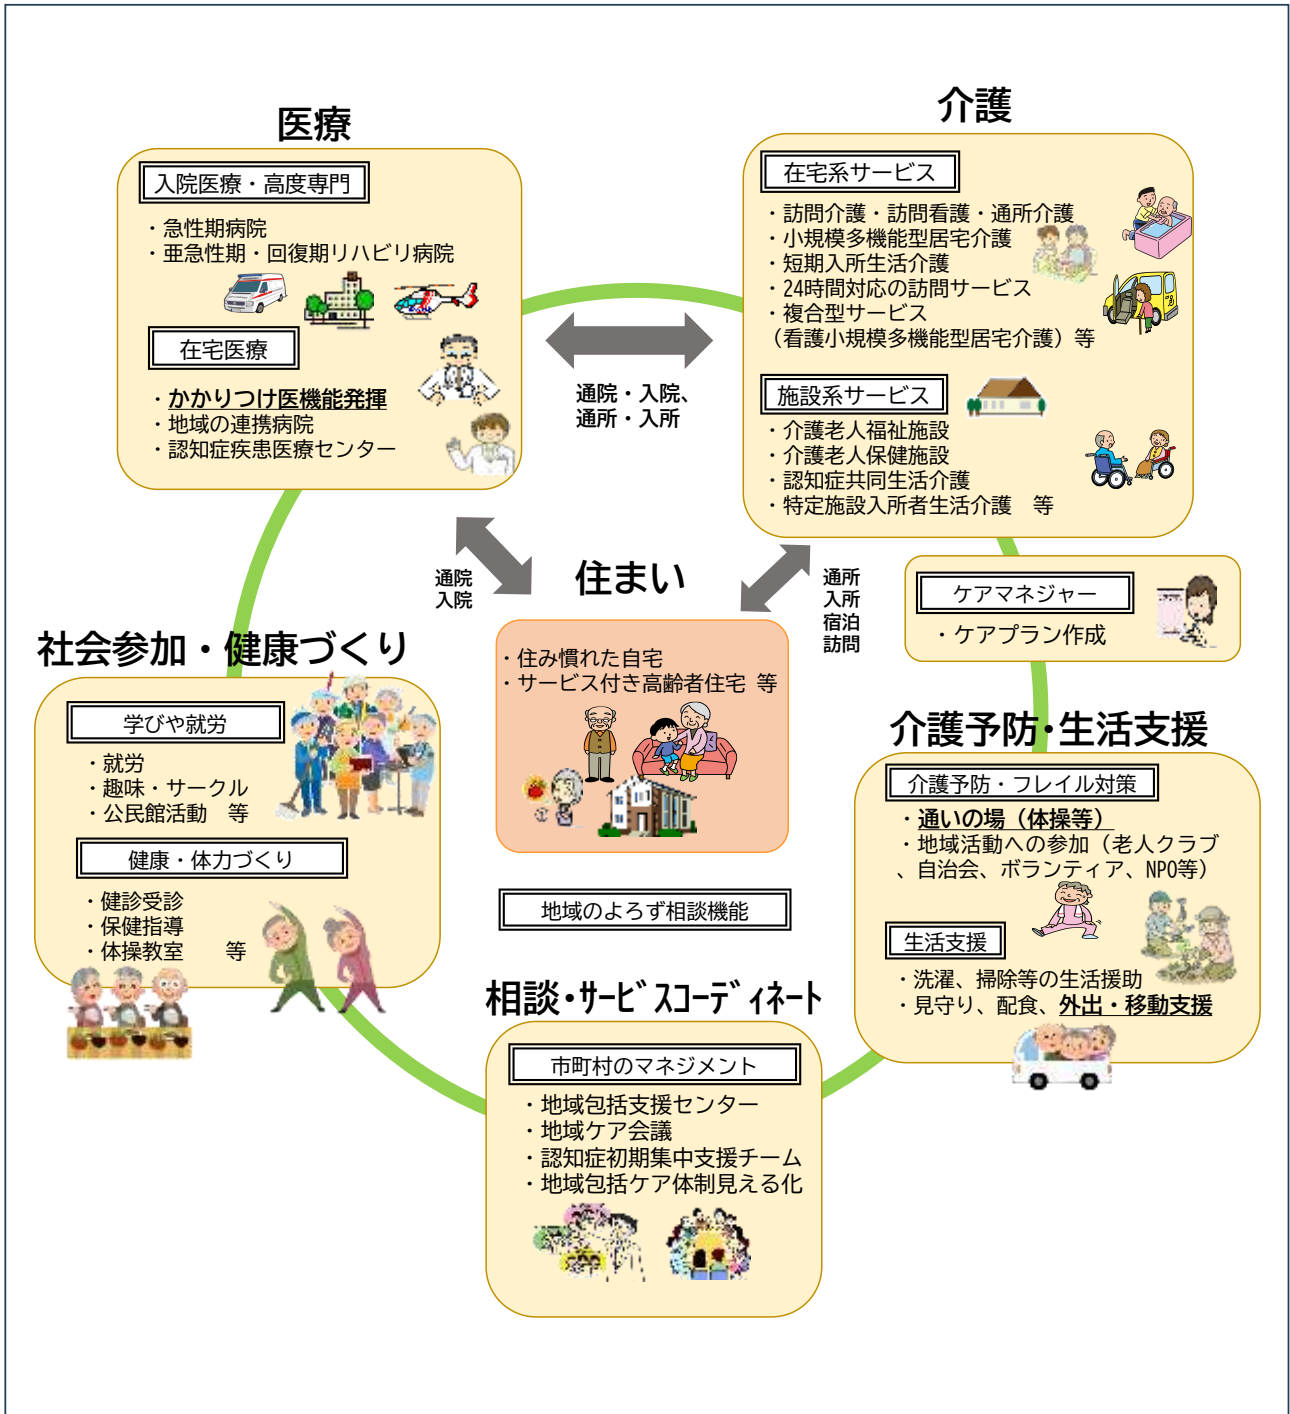 医療
入院医療・高度専門
・急性期病院
・亜急性期・回復期リハビリ病院
在宅医療
・かかりつけ医機能発揮
・地域の連携病院
・認知症疾患医療センター
介護
在宅系サービス
・訪問介護・訪問看護・通所介護
・小規模多機能型居宅介護
・短期入所生活介護
・24時間対応の訪問サービス
・複合型サービス
(看護小規模多機能型居宅介護)等
施設系サービス
・介護老人福祉施設
・介護老人保健施設
・認知症共同生活介護
・特定施設入所者生活介護　等
通院・入院、
通所・入所
通院
入院
通所
入所
宿泊
訪問
ケアマネジャー
・ケアプラン作成
住まい
・住み慣れた自宅
・サービス付き高齢者住宅 等
社会参加・健康づくり
学びや就労
・就労
・趣味・サークル
・公民館活動　等
健康・体力づくり
・健診受診
・保健指導
・体操教室　　等
介護予防・生活支援
介護予防・フレイル対策
・通いの場（体操等）
・地域活動への参加（老人クラブ
、自治会、ボランティア、NPO等）
生活支援
・洗濯、掃除等の生活援助
・見守り、配食、外出・移動支援
地域のよろず相談機能
相談・ｻｰﾋﾞｽｺｰﾃﾞｨﾈｰﾄ
市町村のマネジメント
・地域包括支援センター
・地域ケア会議
・認知症初期集中支援チーム
・地域包括ケア体制見える化